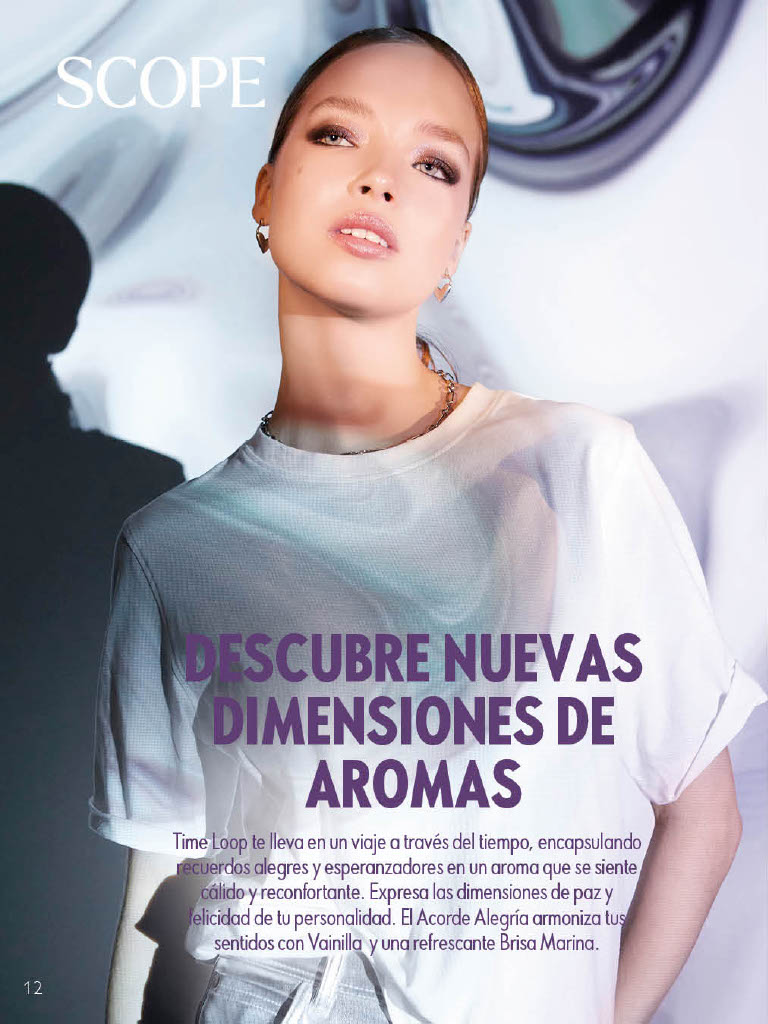 SCOPE
DESCUBRE NUEVAS
DIMENSIONES DE
AROMAS
Time Loop te lleva en un viaje a través del tiempo, encapsulando
recuerdos alegres y esperanzadores en un aroma que se siente
cálido y reconfortante. Expresa las dimensiones de paz y
felicidad de tu personalidad. El Acorde Alegría armoniza tus
sentidos con Vainilla y una refrescante Brisa Marina.
12